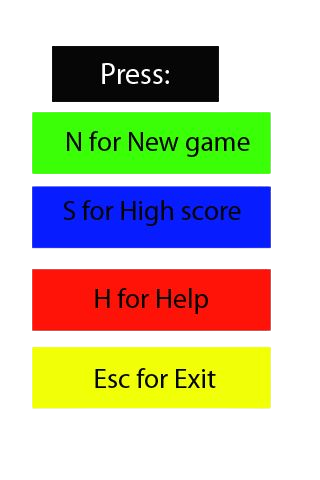 Press:
N for New game
S for High score
H for Help
Esc for Exit